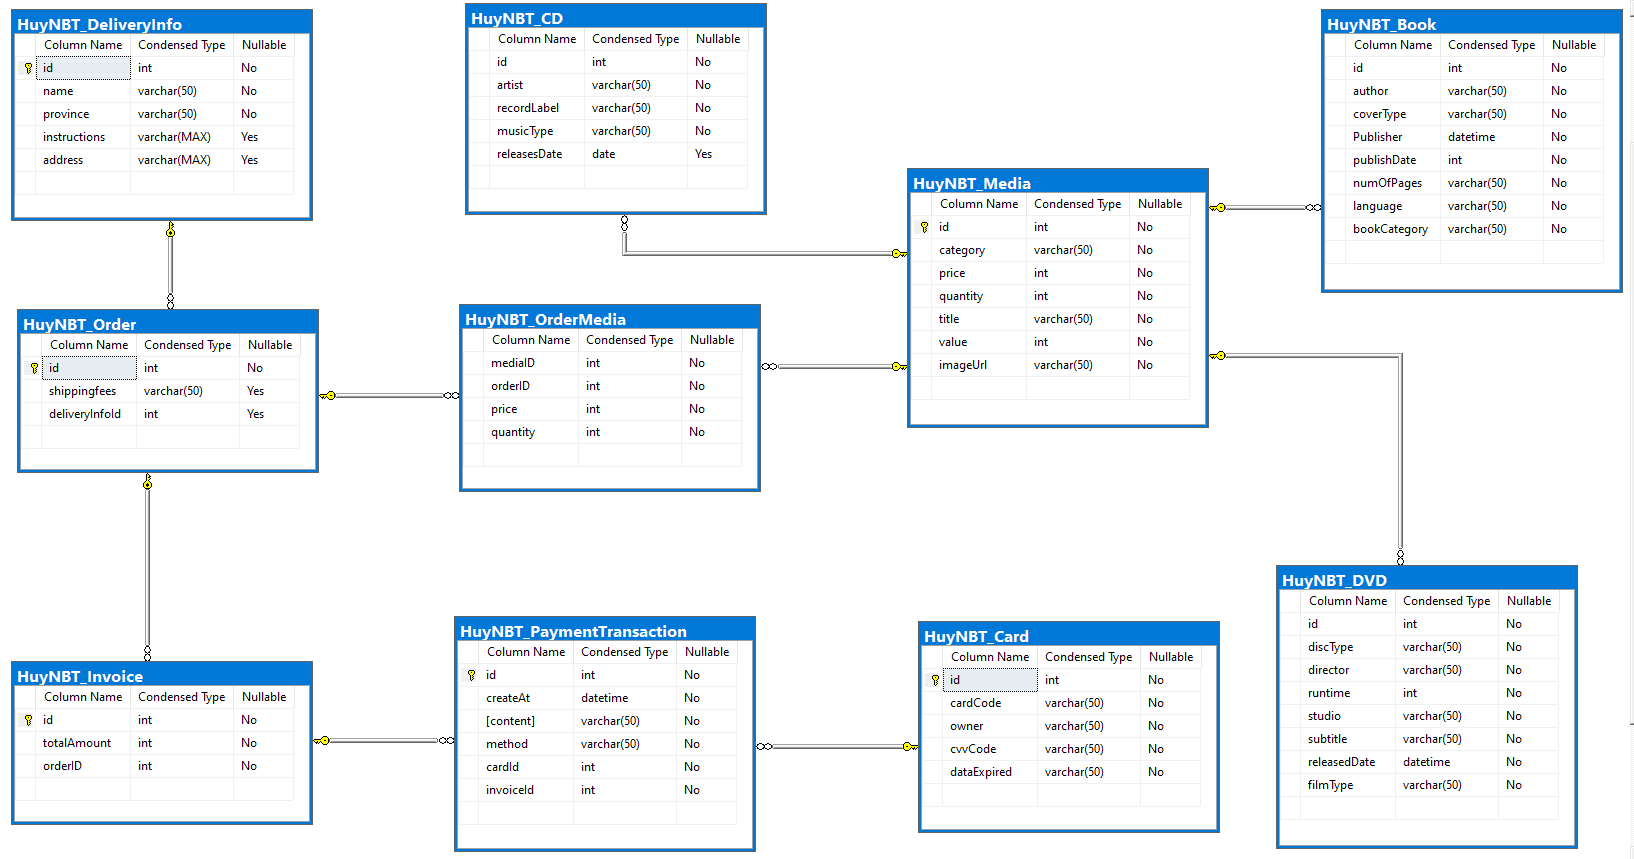 HuyNBT_DeliveryInfo
Column Name Condensed Type Nullable
id int No
name varchar(50) No
province varchar(50) No
instructions varchar(MAX) Yes
address varchar(MAX) Yes
HuyNBT_CD
Column Name Condensed Type Nullable
id int No
artist varchar(50) No
recordLabel varchar(50) No
musicType varchar(50) No
releasesDate date Yes
HuyNBT_Book
Column Name Condensed Type Nullable
id int No
author varchar(50) No
coverType varchar(50) No
Publisher datetime No
publishDate int No
numOfPages varchar(50) No
language varchar(50) No
bookCategory varchar(50) No
HuyNBT_Media
Column Name Condensed Type Nullable
id int No
category varchar(50) No
price int No
quantity int No
title varchar(50) No
value int No
imageUrl varchar(50) No
HuyNBT_Order
Column Name Condensed Type Nullable
id int No
shippingfees varchar(50) Yes
deliveryInfoId int Yes
HuyNBT_OrderMedia
Column Name Condensed Type Nullable
mediaID int No
orderID int No
price int No
quantity int No
HuyNBT_Invoice
Column Name Condensed Type Nullable
id int No
totalAmount int No
orderID int No
HuyNBT_PaymentTransaction
Column Name Condensed Type Nullable
id int No
createAt datetime No
[content] varchar(50) No
method varchar(50) No
cardId int No
invoiceId int No
HuyNBT_Card
Column Name Condensed Type Nullable
id int No
cardCode varchar(50) No
owner varchar(50) No
cvvCode varchar(50) No
dataExpired varchar(50) No
HuyNBT_DVD
Column Name Condensed Type Nullable
id int No
discType varchar(50) No
director varchar(50) No
runtime int No
studio varchar(50) No
subtitle varchar(50) No
releasedDate datetime No
filmType varchar(50) No